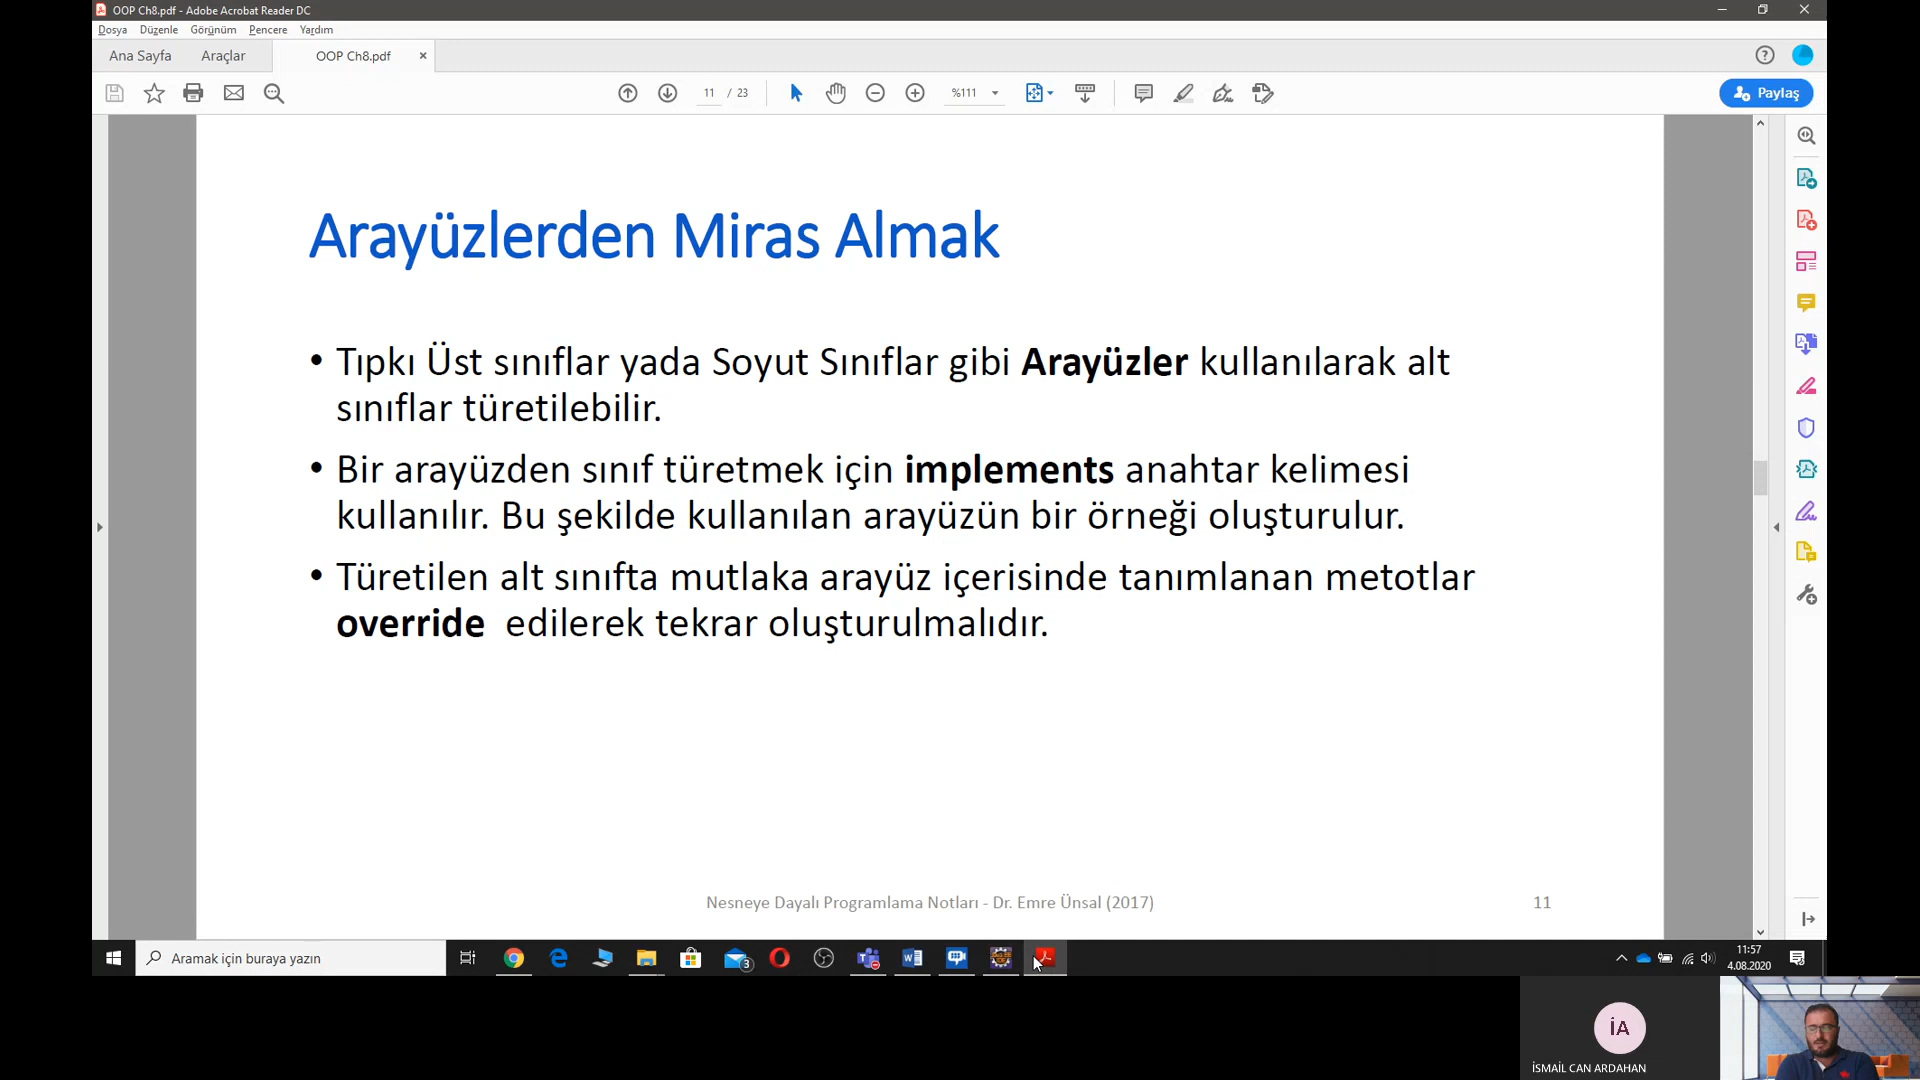 OOP Ch8.pdf - Adobe Acrobat Reader DC
Dosya Düzenle Görünüm Pencere Yardım
Ana Sayfa Araçlar OOP Ch8.pdf
11 / 23 %111 Paylaş
Arayüzlerden Miras Almak
• Tıpkı Üst sınıflar yada Soyut Sınıflar gibi Arayüzler kullanılarak alt
sınıflar türetilebilir.
• Bir arayüzden sınıf türetmek için implements anahtar kelimesi
kullanılır. Bu şekilde kullanılan arayüzün bir örneği oluşturulur.
• Türetilen alt sınıfta mutlaka arayüz içerisinde tanımlanan metotlar
override edilerek tekrar oluşturulmalıdır.
Nesneye Dayalı Programlama Notları - Dr. Emre Ünsal (2017) 11
Aramak için buraya yazın
3
11:57
4.08.2020
İA
İSMAİL CAN ARDAHAN